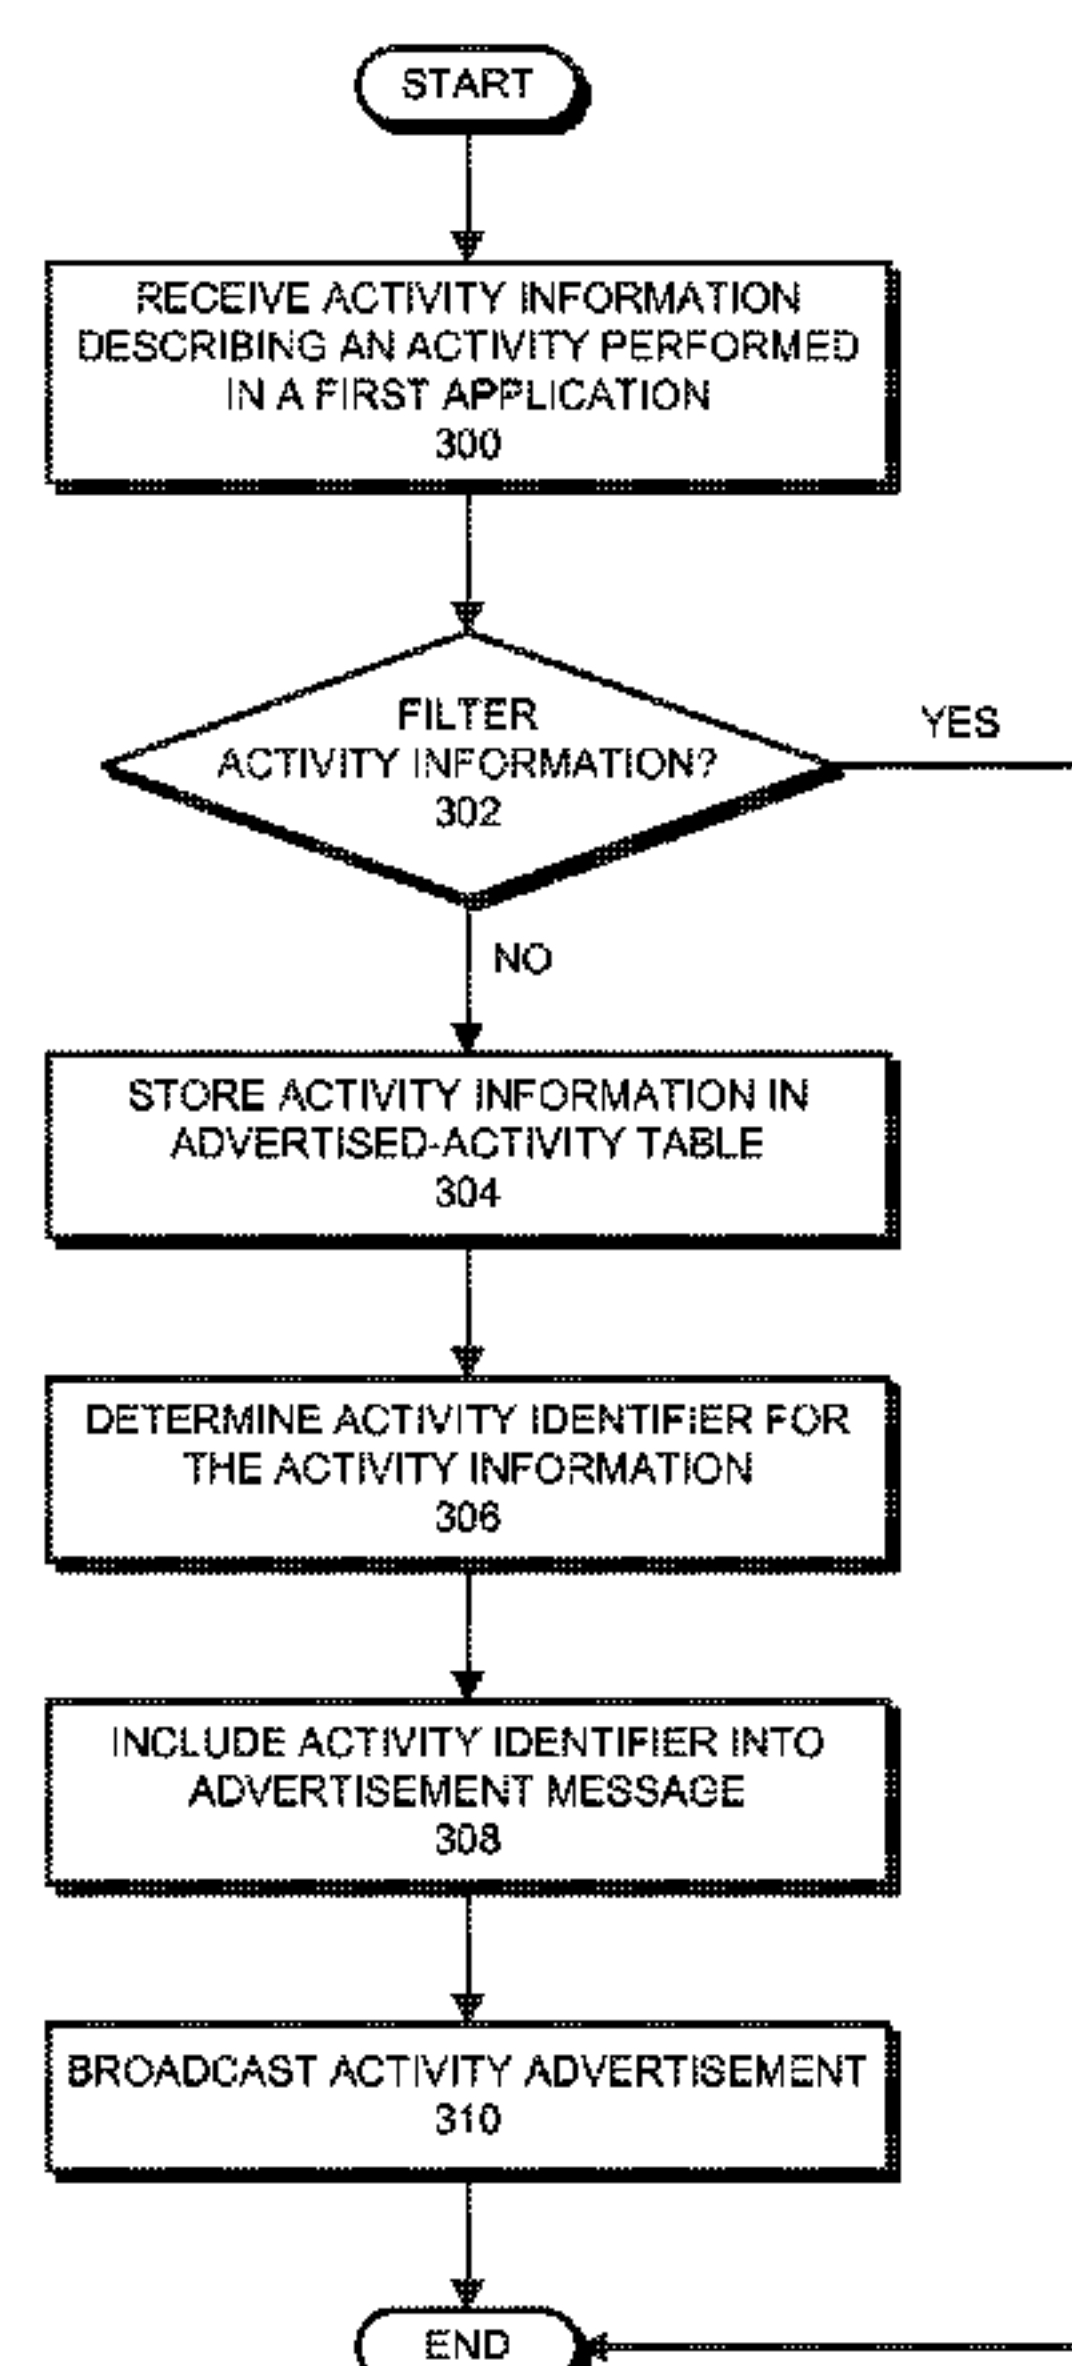 START
RECEIVE ACTIVITY INFORMATION
DESCRIBING AN ACTIVITY PERFORMED
IN A FIRST APPLICATION
300
FILTER
ACTIVITY INFORMATION?
302
YES
NO
STORE ACTIVITY INFORMATION IN
ADVERTISED-ACTIVITY TABLE
304
DETERMINE ACTIVITY IDENTIFIER FOR
THE ACTIVITY INFORMATION
306
INCLUDE ACTIVITY IDENTIFIER INTO
ADVERTISEMENT MESSAGE
308
BROADCAST ACTIVITY ADVERTISEMENT
310
END